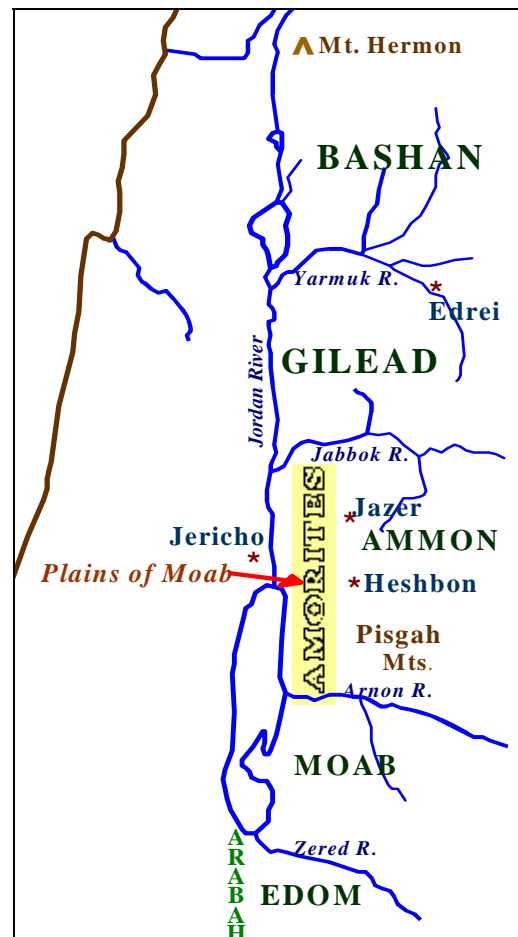 Mt. Hermon
BASHAN
Yarmuk R.
Edrei
Jordan River
GILEAD
Jabbok R.
AMORITES
Jazer
Jericho
AMMON
Plains of Moab
Heshbon
Pisgah
Mts.
Arnon R.
MOAB
Zered R.
ARABAH
EDOM